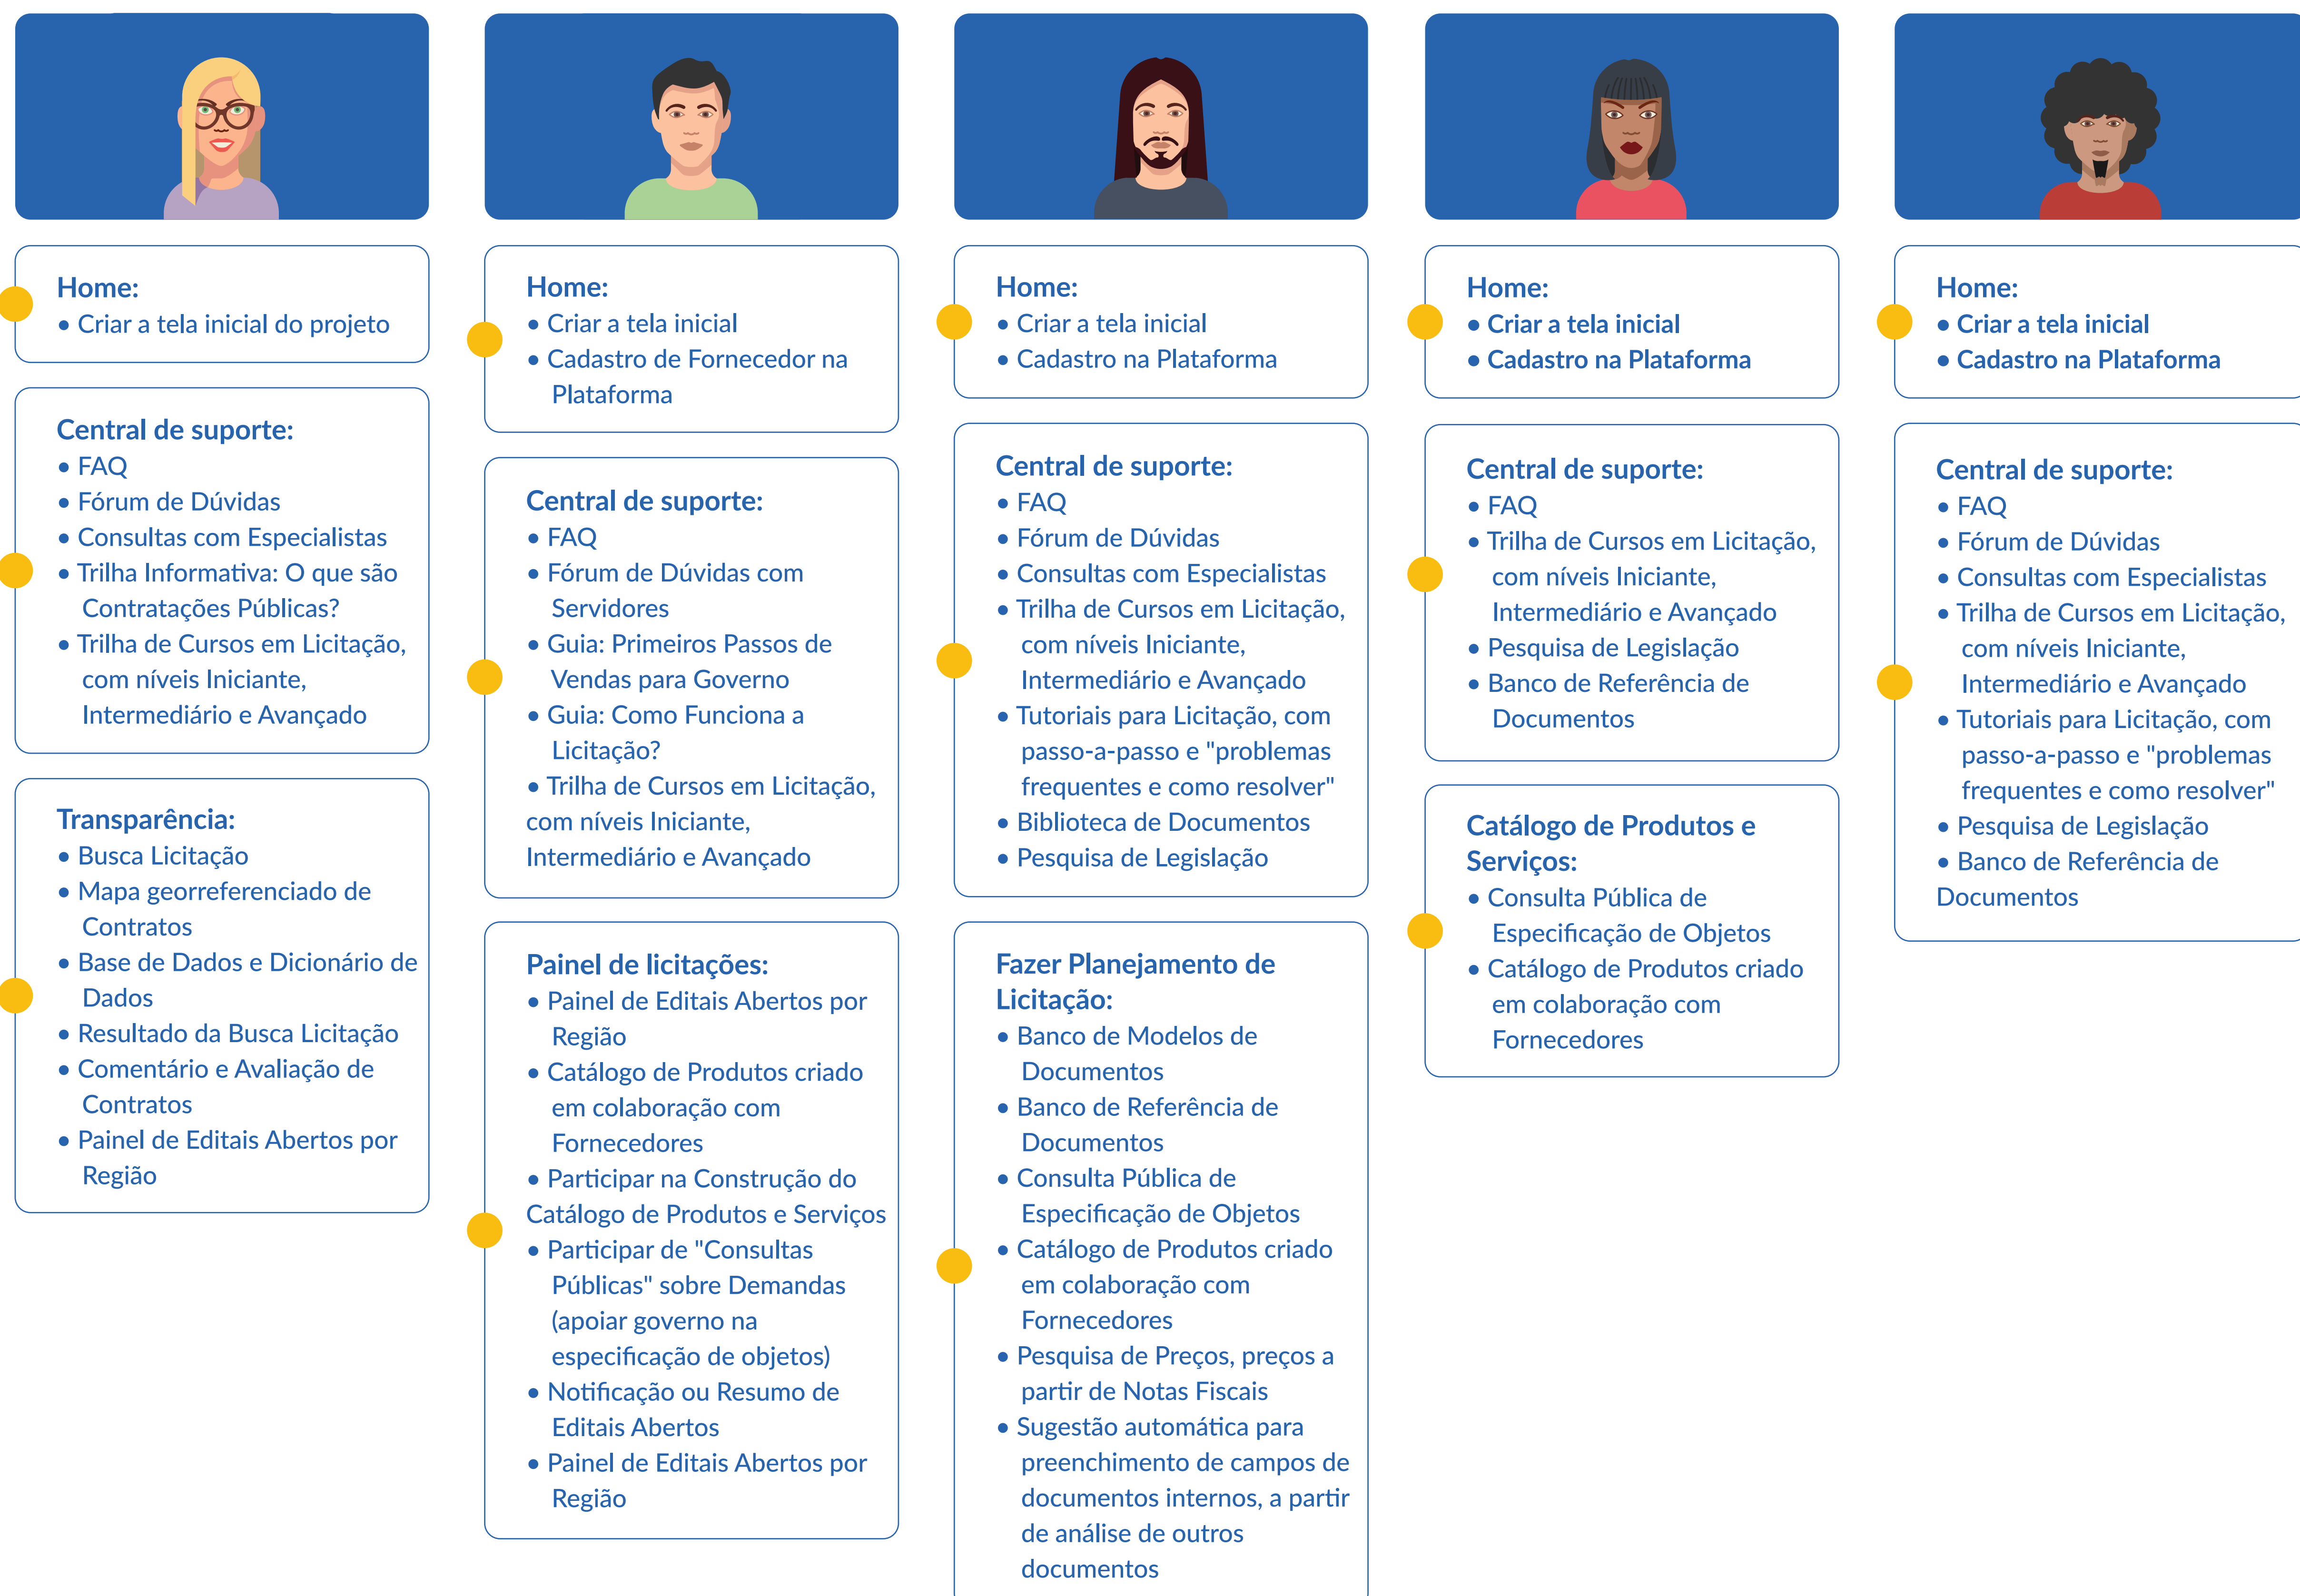 Home:
• Criar a tela inicial do projeto
Central de suporte:
• FAQ
• Fórum de Dúvidas
• Consultas com Especialistas
• Trilha Informativa: O que são
Contratações Públicas?
• Trilha de Cursos em Licitação,
com níveis Iniciante,
Intermediário e Avançado
Transparência:
• Busca Licitação
• Mapa georreferenciado de
Contratos
• Base de Dados e Dicionário de
Dados
• Resultado da Busca Licitação
• Comentário e Avaliação de
Contratos
• Painel de Editais Abertos por
Região
Home:
• Criar a tela inicial
• Cadastro de Fornecedor na
Plataforma
Central de suporte:
• FAQ
• Fórum de Dúvidas com
Servidores
• Guia: Primeiros Passos de
Vendas para Governo
• Guia: Como Funciona a
Licitação?
• Trilha de Cursos em Licitação,
com níveis Iniciante,
Intermediário e Avançado
Painel de licitações:
• Painel de Editais Abertos por
Região
• Catálogo de Produtos criado
em colaboração com
Fornecedores
• Participar na Construção do
Catálogo de Produtos e Serviços
• Participar de "Consultas
Públicas" sobre Demandas
(apoiar governo na
especificação de objetos)
• Notificação ou Resumo de
Editais Abertos
• Painel de Editais Abertos por
Região
Home:
• Criar a tela inicial
• Cadastro na Plataforma
Central de suporte:
• FAQ
• Fórum de Dúvidas
• Consultas com Especialistas
• Trilha de Cursos em Licitação,
com níveis Iniciante,
Intermediário e Avançado
• Tutoriais para Licitação, com
passo-a-passo e "problemas
frequentes e como resolver"
• Biblioteca de Documentos
• Pesquisa de Legislação
Fazer Planejamento de
Licitação:
• Banco de Modelos de
Documentos
• Banco de Referência de
Documentos
• Consulta Pública de
Especificação de Objetos
• Catálogo de Produtos criado
em colaboração com
Fornecedores
• Pesquisa de Preços, preços a
partir de Notas Fiscais
• Sugestão automática para
preenchimento de campos de
documentos internos, a partir
de análise de outros
documentos
Home:
• Criar a tela inicial
• Cadastro na Plataforma
Central de suporte:
• FAQ
• Trilha de Cursos em Licitação,
com níveis Iniciante,
Intermediário e Avançado
• Pesquisa de Legislação
• Banco de Referência de
Documentos
Catálogo de Produtos e
Serviços:
• Consulta Pública de
Especificação de Objetos
• Catálogo de Produtos criado
em colaboração com
Fornecedores
Home:
• Criar a tela inicial
• Cadastro na Plataforma
Central de suporte:
• FAQ
• Fórum de Dúvidas
• Consultas com Especialistas
• Trilha de Cursos em Licitação,
com níveis Iniciante,
Intermediário e Avançado
• Tutoriais para Licitação, com
passo-a-passo e "problemas
frequentes e como resolver"
• Pesquisa de Legislação
• Banco de Referência de
Documentos